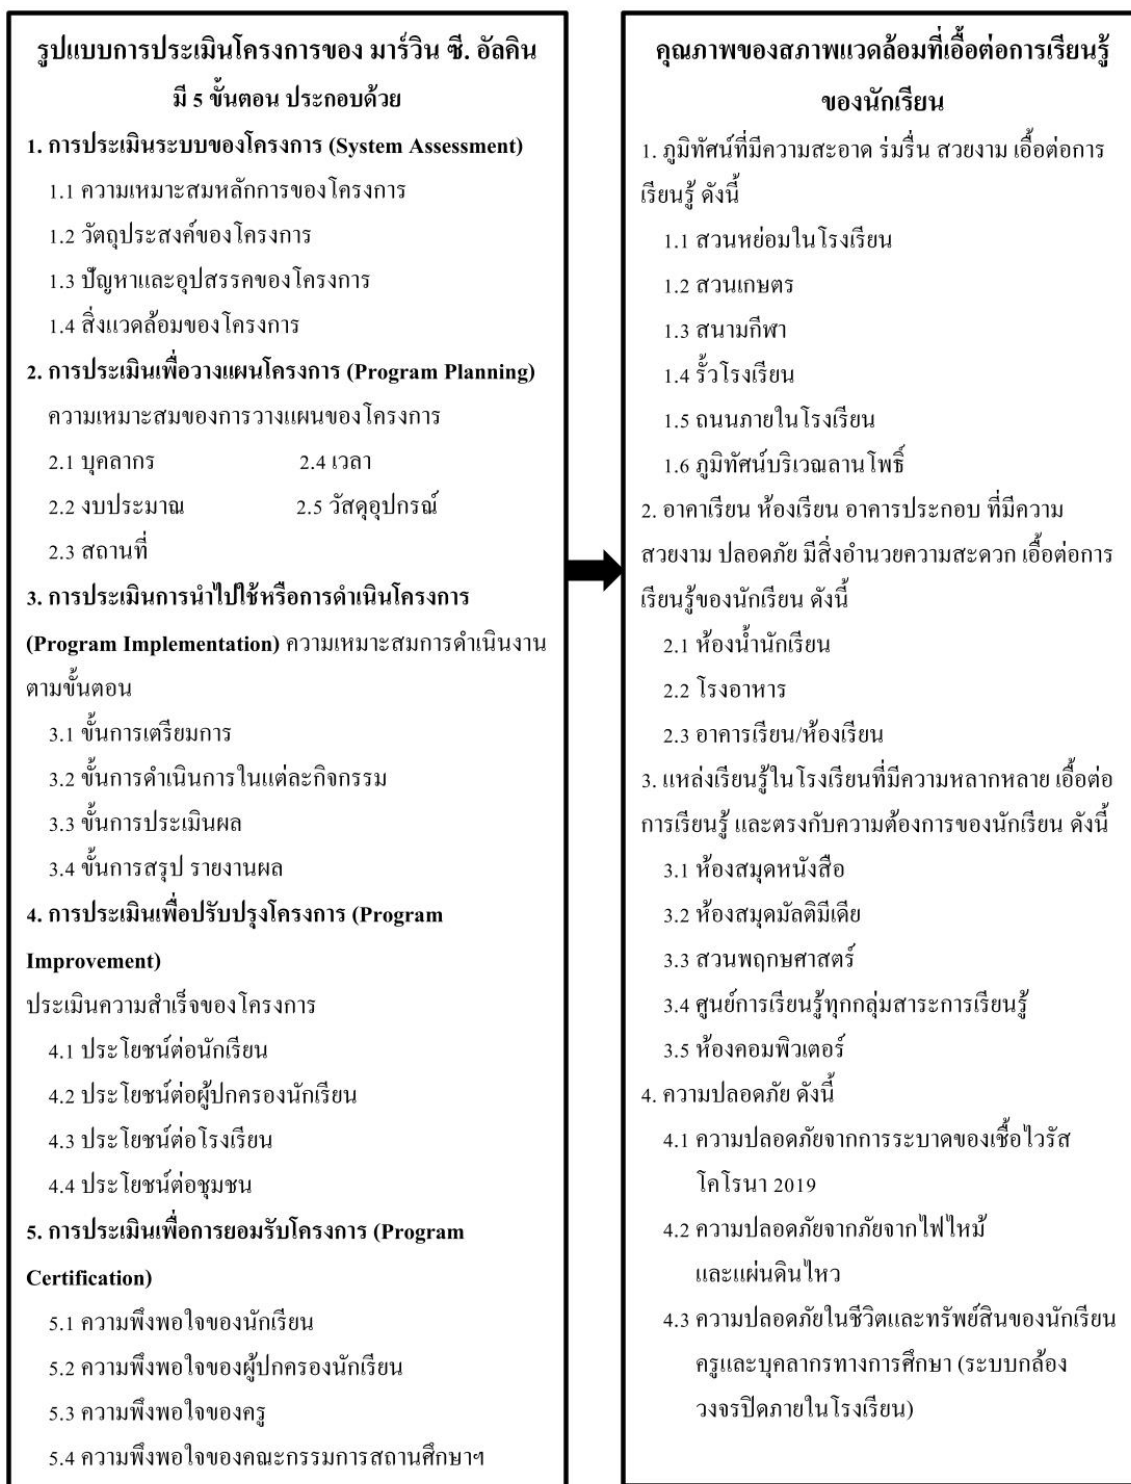 รูปแบบการประเมินโครงการของ มาร์วิน ซี. อัลคิน
มี 5 ขั้นตอน ประกอบด้วย
1. การประเมินระบบของโครงการ (System Assessment)
1.1 ความเหมาะสมหลักการของโครงการ
1.2 วัตถุประสงค์ของโครงการ
1.3 ปัญหาและอุปสรรคของโครงการ
1.4 สิ่งแวดล้อมของโครงการ
2. การประเมินเพื่อวางแผนโครงการ (Program Planning)
ความเหมาะสมของการวางแผนของโครงการ
2.1 บุคลากร 2.4 เวลา
2.2 งบประมาณ 2.5 วัสดุอุปกรณ์
2.3 สถานที่
3. การประเมินการนำไปใช้หรือการดำเนินโครงการ
(Program Implementation) ความเหมาะสมการดำเนินงาน
ตามขั้นตอน
3.1 ขั้นการเตรียมการ
3.2 ขั้นการดำเนินการในแต่ละกิจกรรม
3.3 ขั้นการประเมินผล
3.4 ขั้นการสรุป รายงานผล
4. การประเมินเพื่อปรับปรุงโครงการ (Program
Improvement)
ประเมินความสำเร็จของโครงการ
4.1 ประโยชน์ต่อนักเรียน
4.2 ประโยชน์ต่อผู้ปกครองนักเรียน
4.3 ประโยชน์ต่อโรงเรียน
4.4 ประโยชน์ต่อชุมชน
5. การประเมินเพื่อการยอมรับโครงการ (Program
Certification)
5.1 ความพึงพอใจของนักเรียน
5.2 ความพึงพอใจของผู้ปกครองนักเรียน
5.3 ความพึงพอใจของครู
5.4 ความพึงพอใจของคณะกรรมการสถานศึกษาฯ
คุณภาพของสภาพแวดล้อมที่เอื้อต่อการเรียนรู้
ของนักเรียน
1. ภูมิทัศน์ที่มีความสะอาด ร่มรื่น สวยงาม เอื้อต่อการ
เรียนรู้ ดังนี้
1.1 สวนหย่อมในโรงเรียน
1.2 สวนเกษตร
1.3 สนามกีฬา
1.4 รั้วโรงเรียน
1.5 ถนนภายในโรงเรียน
1.6 ภูมิทัศน์บริเวณลานโพธิ์
2. อาคาเรียน ห้องเรียน อาคารประกอบ ที่มีความ
สวยงาม ปลอดภัย มีสิ่งอำนวยความสะดวก เอื้อต่อการ
เรียนรู้ของนักเรียน ดังนี้
2.1 ห้องน้ำนักเรียน
2.2 โรงอาหาร
2.3 อาคารเรียน/ห้องเรียน
3. แหล่งเรียนรู้ในโรงเรียนที่มีความหลากหลาย เอื้อต่อ
การเรียนรู้ และตรงกับความต้องการของนักเรียน ดังนี้
3.1 ห้องสมุดหนังสือ
3.2 ห้องสมุดมัลติมีเดีย
3.3 สวนพฤกษศาสตร์
3.4 ศูนย์การเรียนรู้ทุกกลุ่มสาระการเรียนรู้
3.5 ห้องคอมพิวเตอร์
4. ความปลอดภัย ดังนี้
4.1 ความปลอดภัยจากการระบาดของเชื้อไวรัส
โคโรนา 2019
4.2 ความปลอดภัยจากภัยจากไฟไหม้
และแผ่นดินไหว
4.3 ความปลอดภัยในชีวิตและทรัพย์สินของนักเรียน
ครูและบุคลากรทางการศึกษา (ระบบกล้อง
วงจรปิดภายในโรงเรียน)